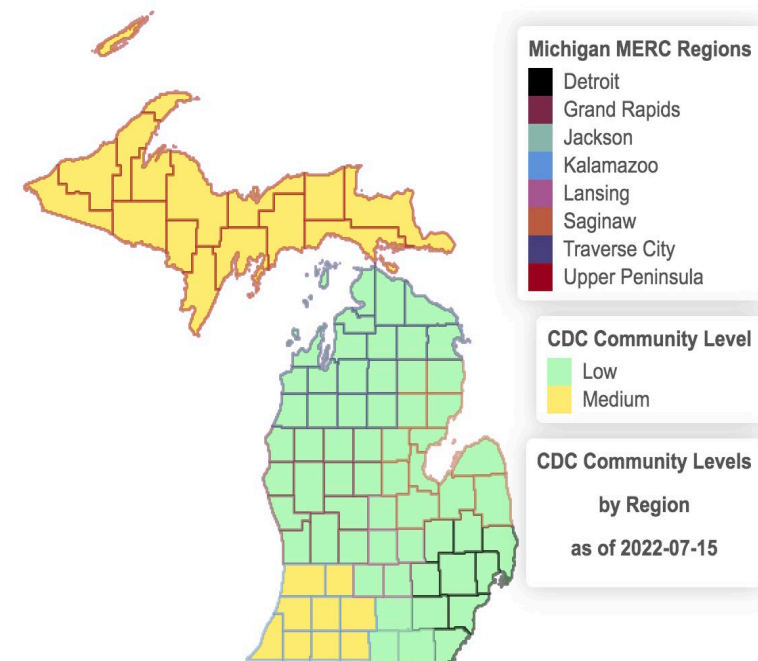 Michigan MERC Regions
Detroit
Grand Rapids
Jackson
Kalamazoo
Lansing
Saginaw
Traverse City
Upper Peninsula
CDC Community Level
Low
Medium
CDC Community Levels
by Region
as of 2022-07-15